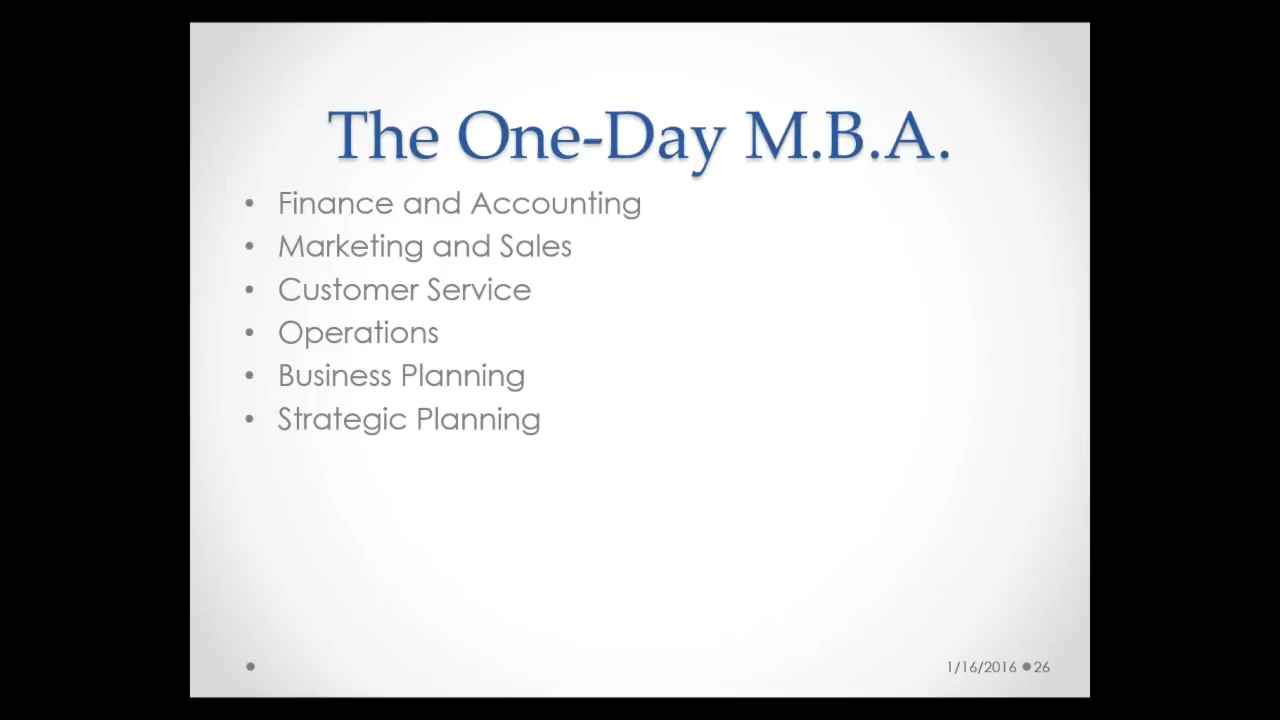 The One-Day M.B.A.
• Finance and Accounting
• Marketing and Sales
• Customer Service
• Operations
• Business Planning
• Strategic Planning
1/16/2016 ● 26